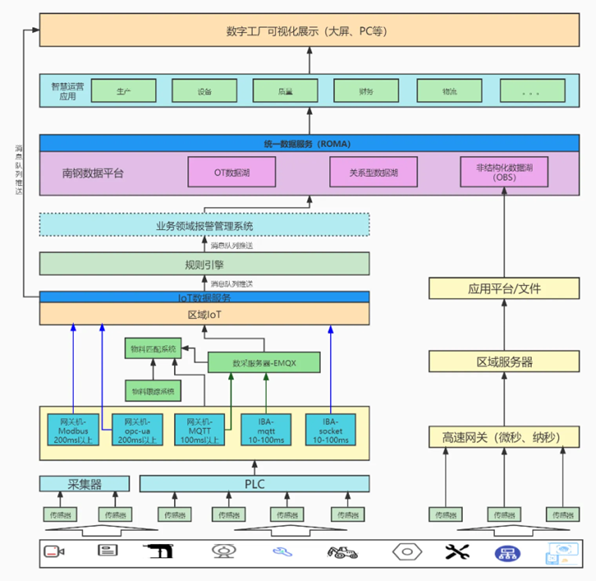 数字工厂可视化展示（大屏、PC等）
智慧运营
应用
生产
设备
质量
财务
物流
. . .
消息队列推送
统一数据服务（ROMA）
南钢数据平台
OT数据湖
关系型数据湖
非结构化数据湖
（OBS）
业务领域报警管理系统
消息队列推送
规则引擎
消息队列推送
IoT数据服务
区域IoT
应用平台/文件
物料匹配系统
数采服务器-EMQX
区域服务器
物料跟踪系统
网关机-
Modbus
200ms以上
网关机-
opc-ua
200ms以上
网关机-
MQTT
100ms以上
IBA-
mqtt
10-100ms
IBA-
socket
10-100ms
高速网关（微秒、纳秒）
采集器
PLC
传感器
传感器
传感器
传感器
传感器
传感器
传感器
传感器
传感器